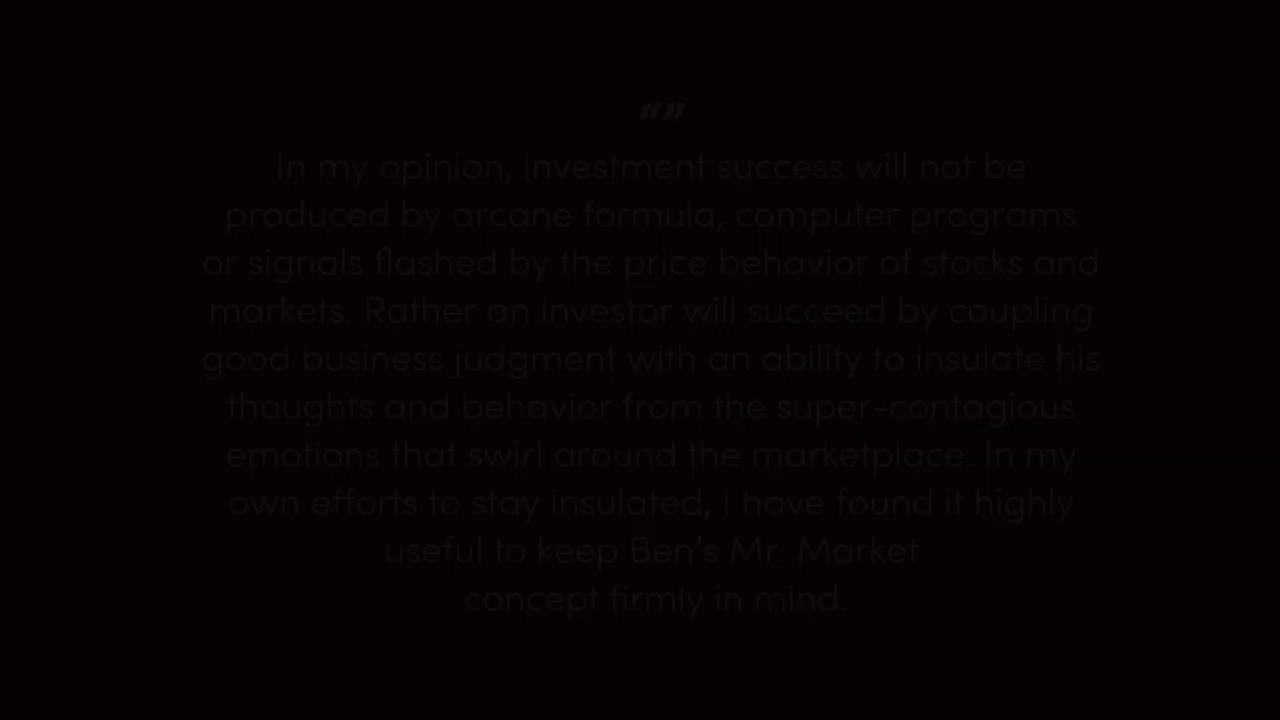 “”
In my opinion, investment success will not be
produced by arcane formula, computer programs
or signals flashed by the price behavior of stocks and
markets. Rather an investor will succeed by coupling
good business judgment with an ability to insulate his
thoughts and behavior from the super-contagious
emotions that swirl around the marketplace. In my
own efforts to stay insulated, I have found it highly
useful to keep Ben’s Mr. Market
concept firmly in mind.